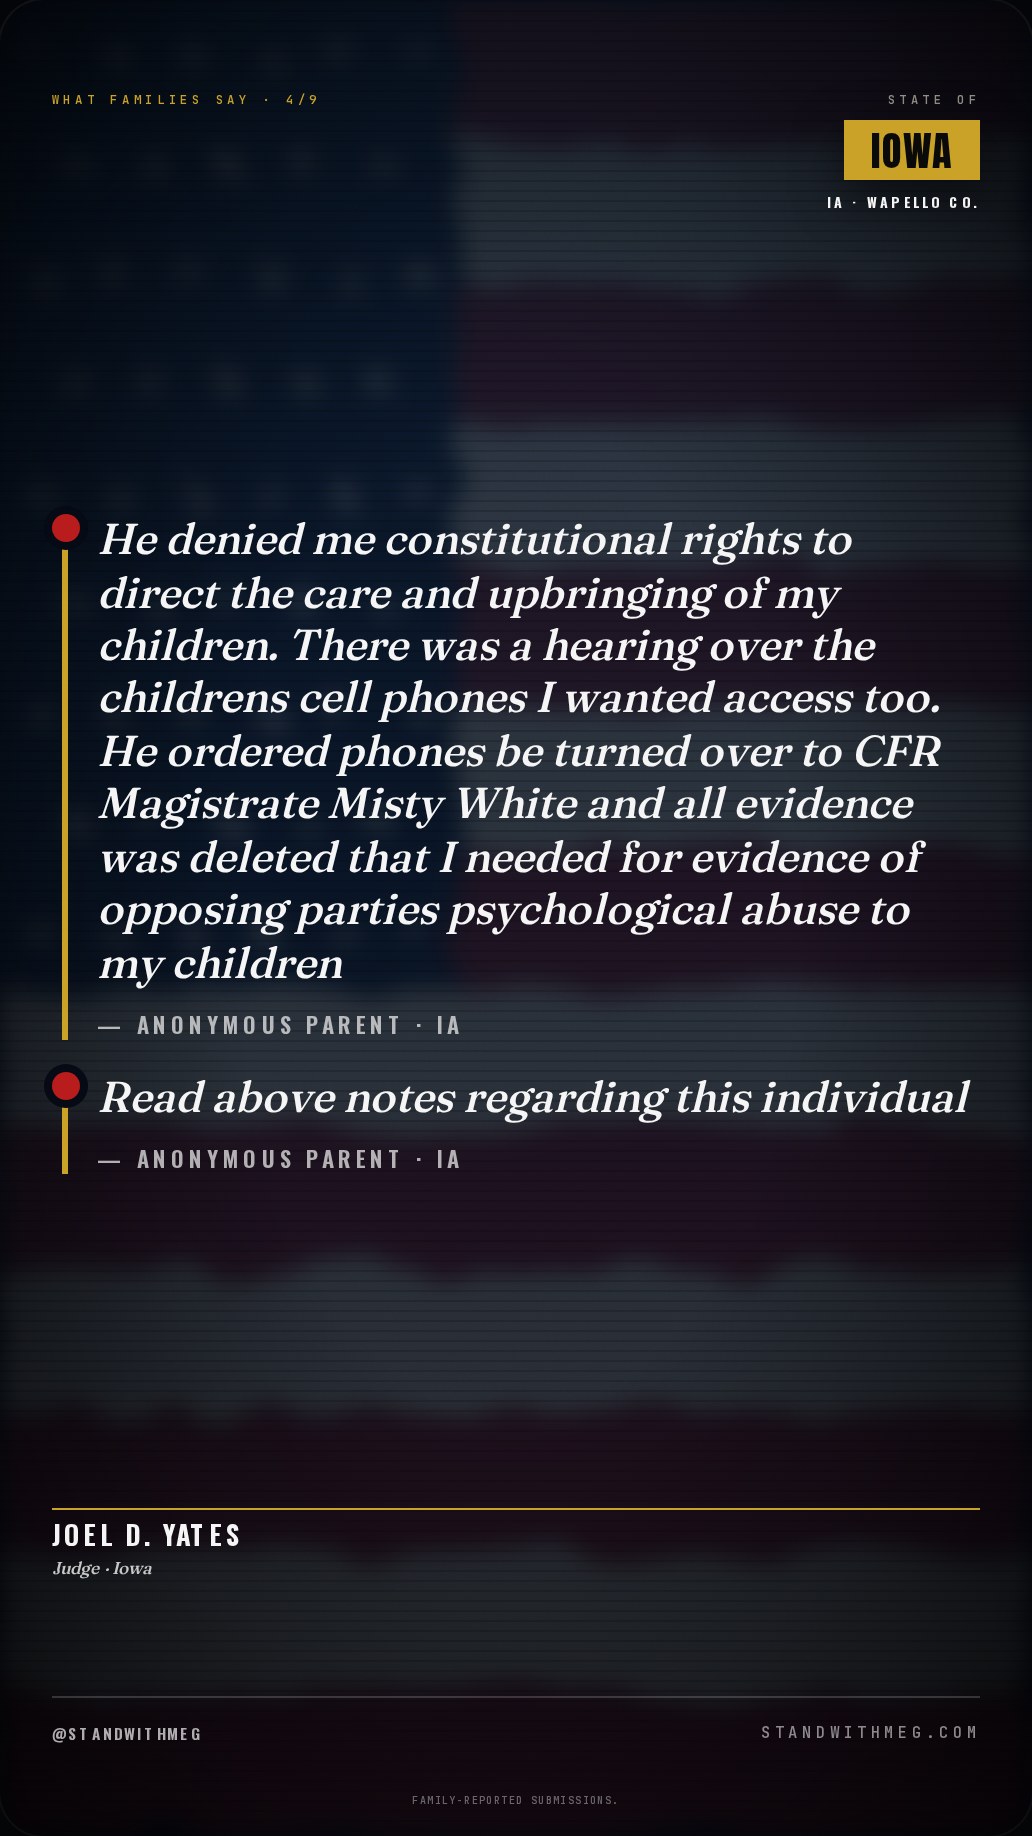 WHAT FAMILIES SAY · 4/9
STATE OF
IOWA
IA · WAPELLO CO.
He denied me constitutional rights to
direct the care and upbringing of my
children. There was a hearing over the
childrens cell phones I wanted access too.
He ordered phones be turned over to CFR
Magistrate Misty White and all evidence
was deleted that I needed for evidence of
opposing parties psychological abuse to
my children
— ANONYMOUS PARENT · IA
Read above notes regarding this individual
— ANONYMOUS PARENT · IA
JOEL D. YATES
Judge · Iowa
@STANDWITHMEG
STANDWITHMEG.COM
FAMILY-REPORTED SUBMISSIONS.